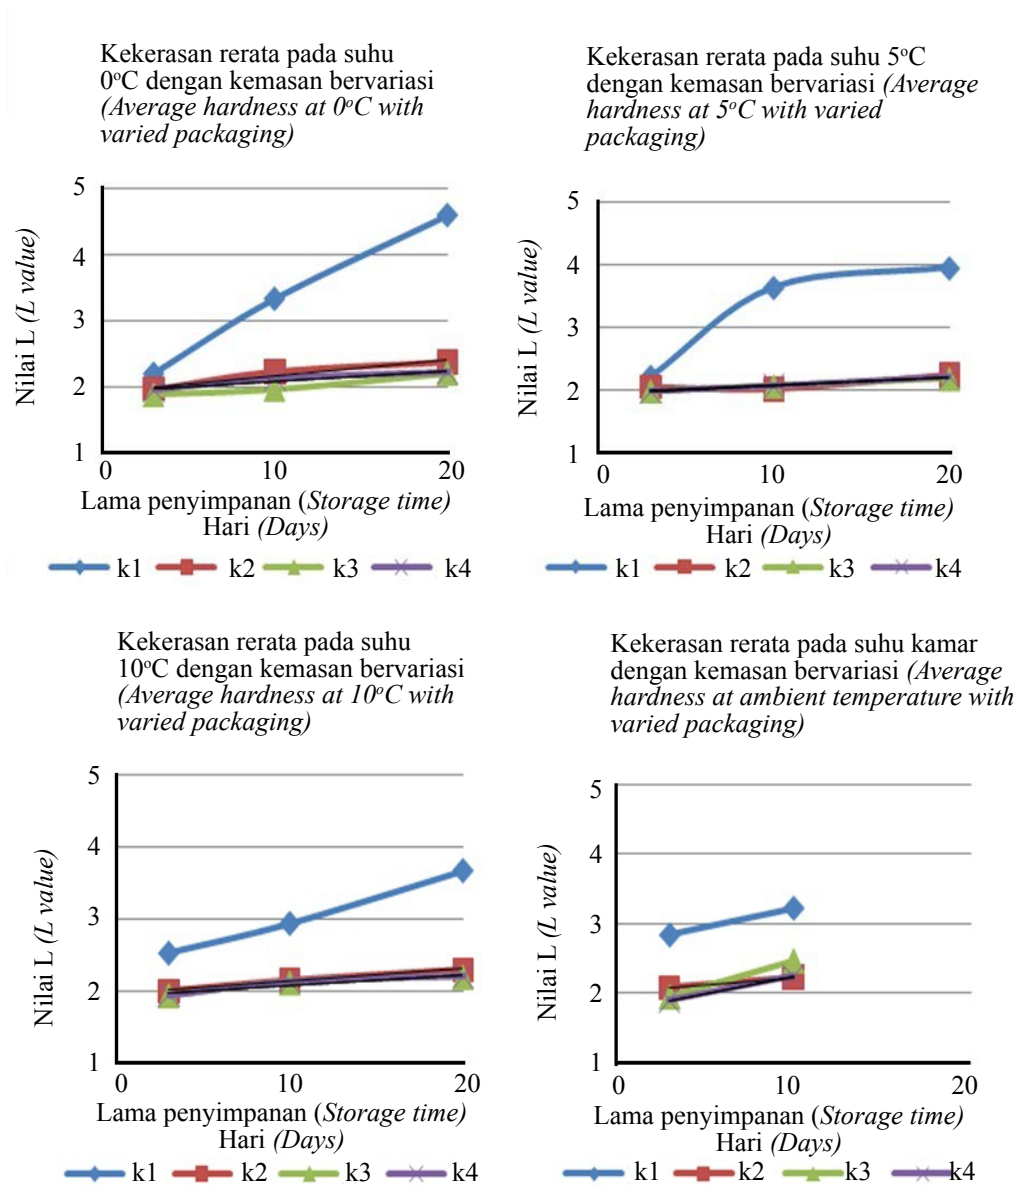 Kekerasan rerata pada suhu
0°C dengan kemasan bervariasi
(Average hardness at 0°C with
varied packaging)
5
4
3
2
1
0
10
20
Nilai L (L value)
Lama penyimpanan (Storage time)
Hari (Days)
k1 k2 k3 k4
Kekerasan rerata pada suhu 5°C
dengan kemasan bervariasi (Average
hardness at 5°C with varied
packaging)
5
4
3
2
1
0
10
20
Nilai L (L value)
Lama penyimpanan (Storage time)
Hari (Days)
k1 k2 k3 k4
Kekerasan rerata pada suhu
10°C dengan kemasan bervariasi
(Average hardness at 10°C with
varied packaging)
5
4
3
2
1
0
10
20
Nilai L (L value)
Lama penyimpanan (Storage time)
Hari (Days)
k1 k2 k3 k4
Kekerasan rerata pada suhu kamar
dengan kemasan bervariasi (Average
hardness at ambient temperature with
varied packaging)
5
4
3
2
1
0
10
20
Nilai L (L value)
Lama penyimpanan (Storage time)
Hari (Days)
k1 k2 k3 k4